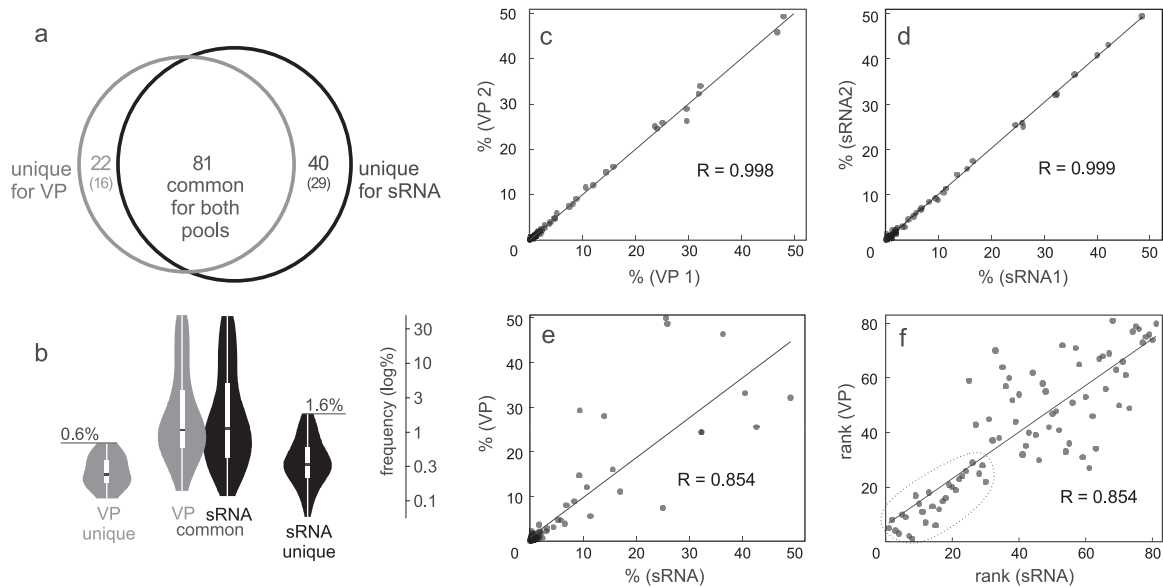 a
unique
for VP
22
(16)
81
common
for both
pools
40
(29)
unique
for sRNA
b
0.6%
VP
unique
VP
sRNA
common
1.6%
sRNA
unique
frequency (log%)
30
10
3
1
0.3
0.1
c
% (VP 2)
50
40
30
20
10
0
10
20
30
40
50
R = 0.998
% (VP 1)
d
% (sRNA2)
50
40
30
20
10
0
10
20
30
40
50
R = 0.999
% (sRNA1)
e
% (VP)
50
40
30
20
10
0
10
20
30
40
50
R = 0.854
% (sRNA)
f
rank (VP)
80
60
40
20
0
20
40
60
80
R = 0.854
rank (sRNA)